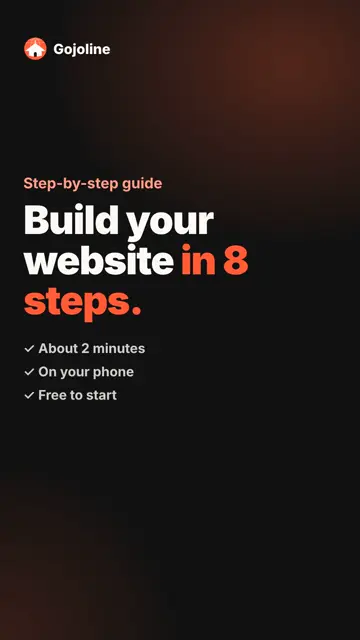 Gojoline
Step-by-step guide
Build your
website in 8
steps.
✓ About 2 minutes
✓ On your phone
✓ Free to start